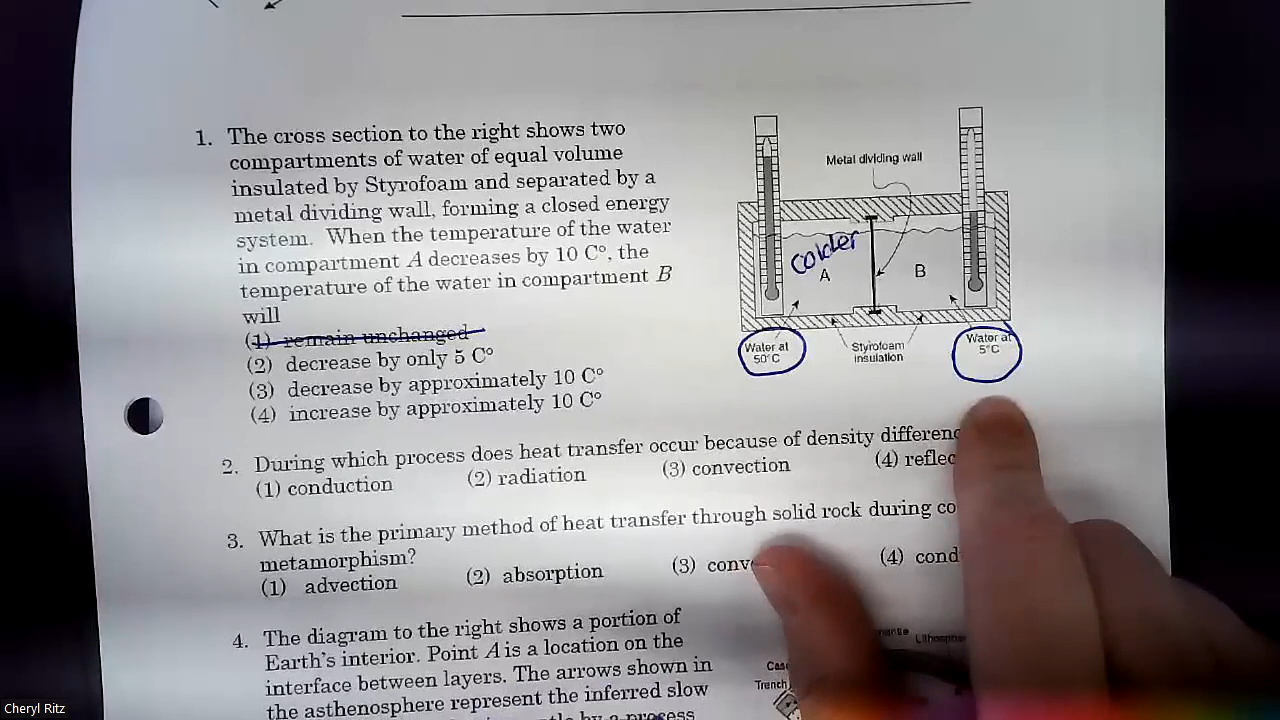 1. The cross section to the right shows two
compartments of water of equal volume
insulated by Styrofoam and separated by a
metal dividing wall, forming a closed energy
system. When the temperature of the water
in compartment A decreases by 10 C°, the
temperature of the water in compartment B
will
(1) remain unchanged
(2) decrease by only 5 C°
(3) decrease by approximately 10 C°
(4) increase by approximately 10 C°
Metal dividing wall
colder
A
B
Water at
50°C
Styrofoam
insulation
Water at
5°C
2. During which process does heat transfer occur because of density differenc
(1) conduction (2) radiation (3) convection (4) reflec
3. What is the primary method of heat transfer through solid rock during co
metamorphism?
(1) advection (2) absorption (3) conve (4) cond
4. The diagram to the right shows a portion of
Earth's interior. Point A is a location on the
interface between layers. The arrows shown in
the asthenosphere represent the inferred slow
by a process
Trench
Cheryl Ritz